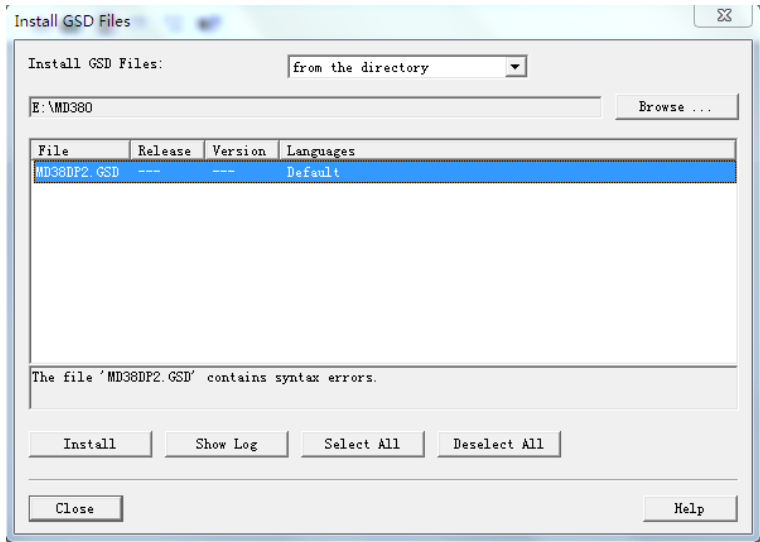 Install GSD Files
Install GSD Files: from the directory
E:\MD380 Browse ...
File Release Version Languages
MD38DP2.GSD --- --- Default
The file 'MD38DP2.GSD' contains syntax errors.
Install Show Log Select All Deselect All
Close Help